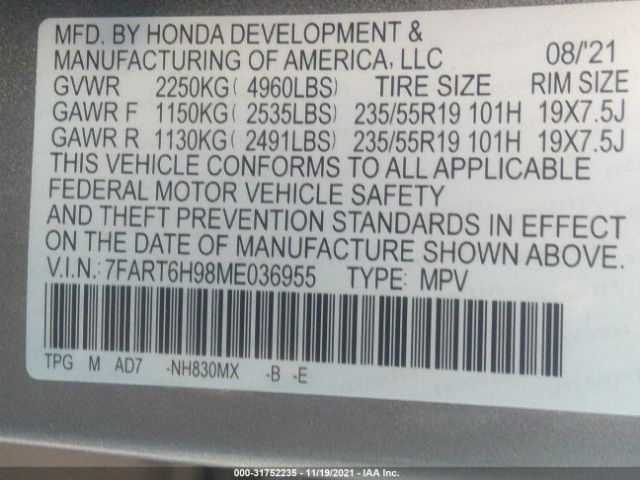 MFD. BY HONDA DEVELOPMENT &
MANUFACTURING OF AMERICA, LLC 08/'21
GVWR 2250KG( 4960LBS) TIRE SIZE RIM SIZE
GAWR F 1150KG( 2535LBS) 235/55R19 101H 19X7.5J
GAWR R 1130KG( 2491LBS) 235/55R19 101H 19X7.5J
THIS VEHICLE CONFORMS TO ALL APPLICABLE
FEDERAL MOTOR VEHICLE SAFETY
AND THEFT PREVENTION STANDARDS IN EFFECT
ON THE DATE OF MANUFACTURE SHOWN ABOVE.
V.I.N.: 7FART6H98ME036955 TYPE: MPV
TPG M AD7 -NH830MX -B -E
000-31752235 - 11/19/2021 - IAA Inc.